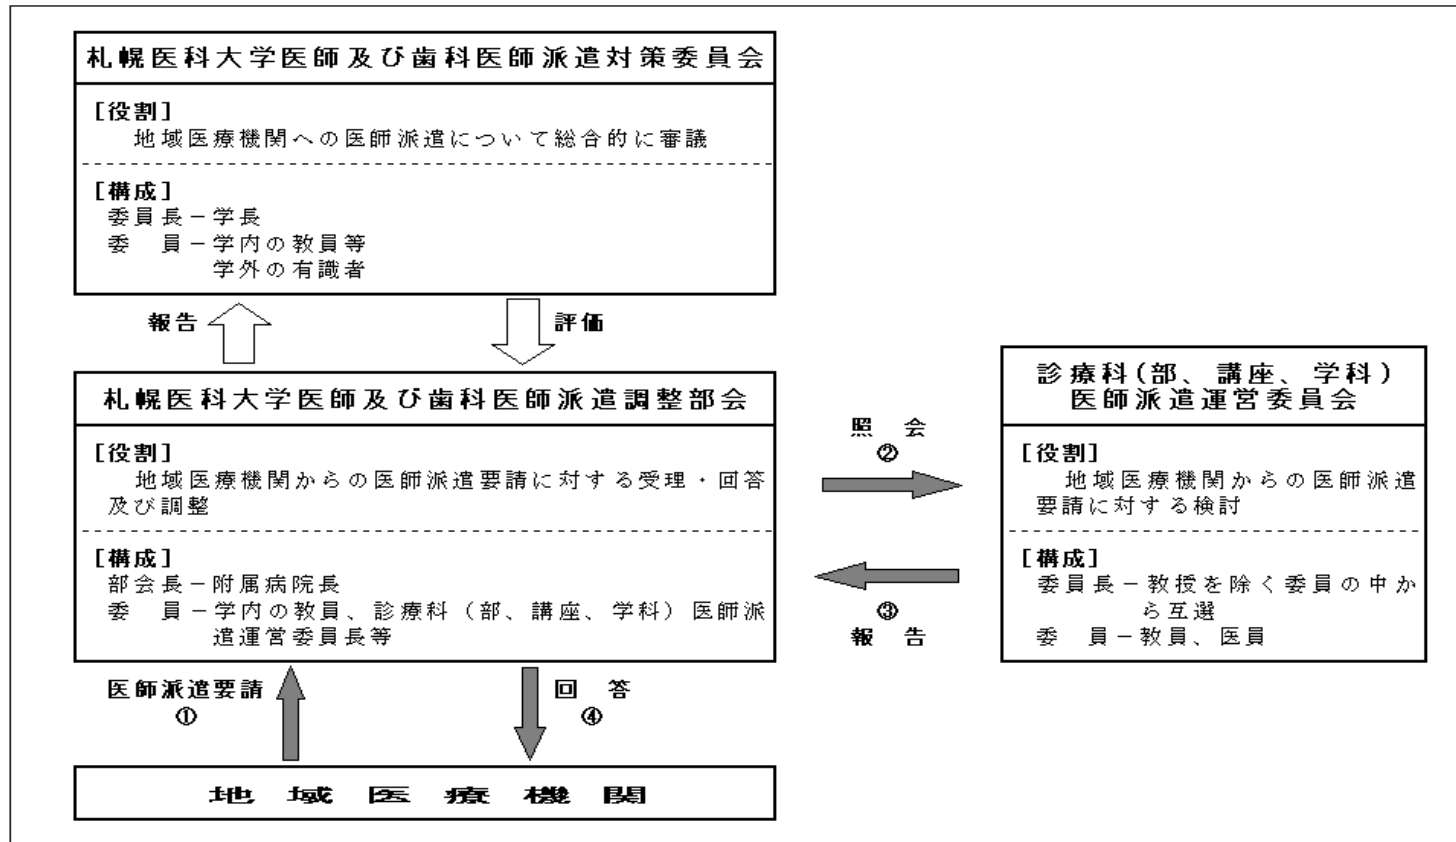 札幌医科大学医師及び歯科医師派遣対策委員会
[役割]
地域医療機関への医師派遣について総合的に審議
[構成]
委員長－学長
委　員－学内の教員等
学外の有識者
報告
評価
札幌医科大学医師及び歯科医師派遣調整部会
[役割]
地域医療機関からの医師派遣要請に対する受理・回答
及び調整
[構成]
部会長－附属病院長
委　員－学内の教員、診療科（部、講座、学科）医師派
遣運営委員長等
照　会
②
③
報　告
診療科(部、講座、学科)
医師派遣運営委員会
[役割]
地域医療機関からの医師派遣
要請に対する検討
[構成]
委員長－教授を除く委員の中か
ら互選
委　員－教員、医員
医師派遣要請
①
回　答
④
地域医療機関